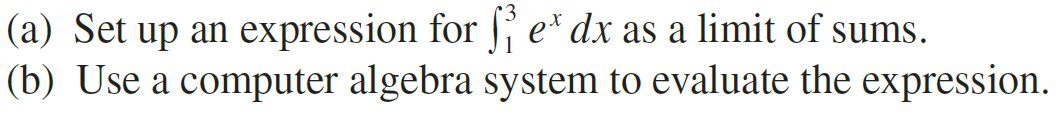 (a) Set up an expression for ∫₁³ eˣ dx as a limit of sums.
(b) Use a computer algebra system to evaluate the expression.